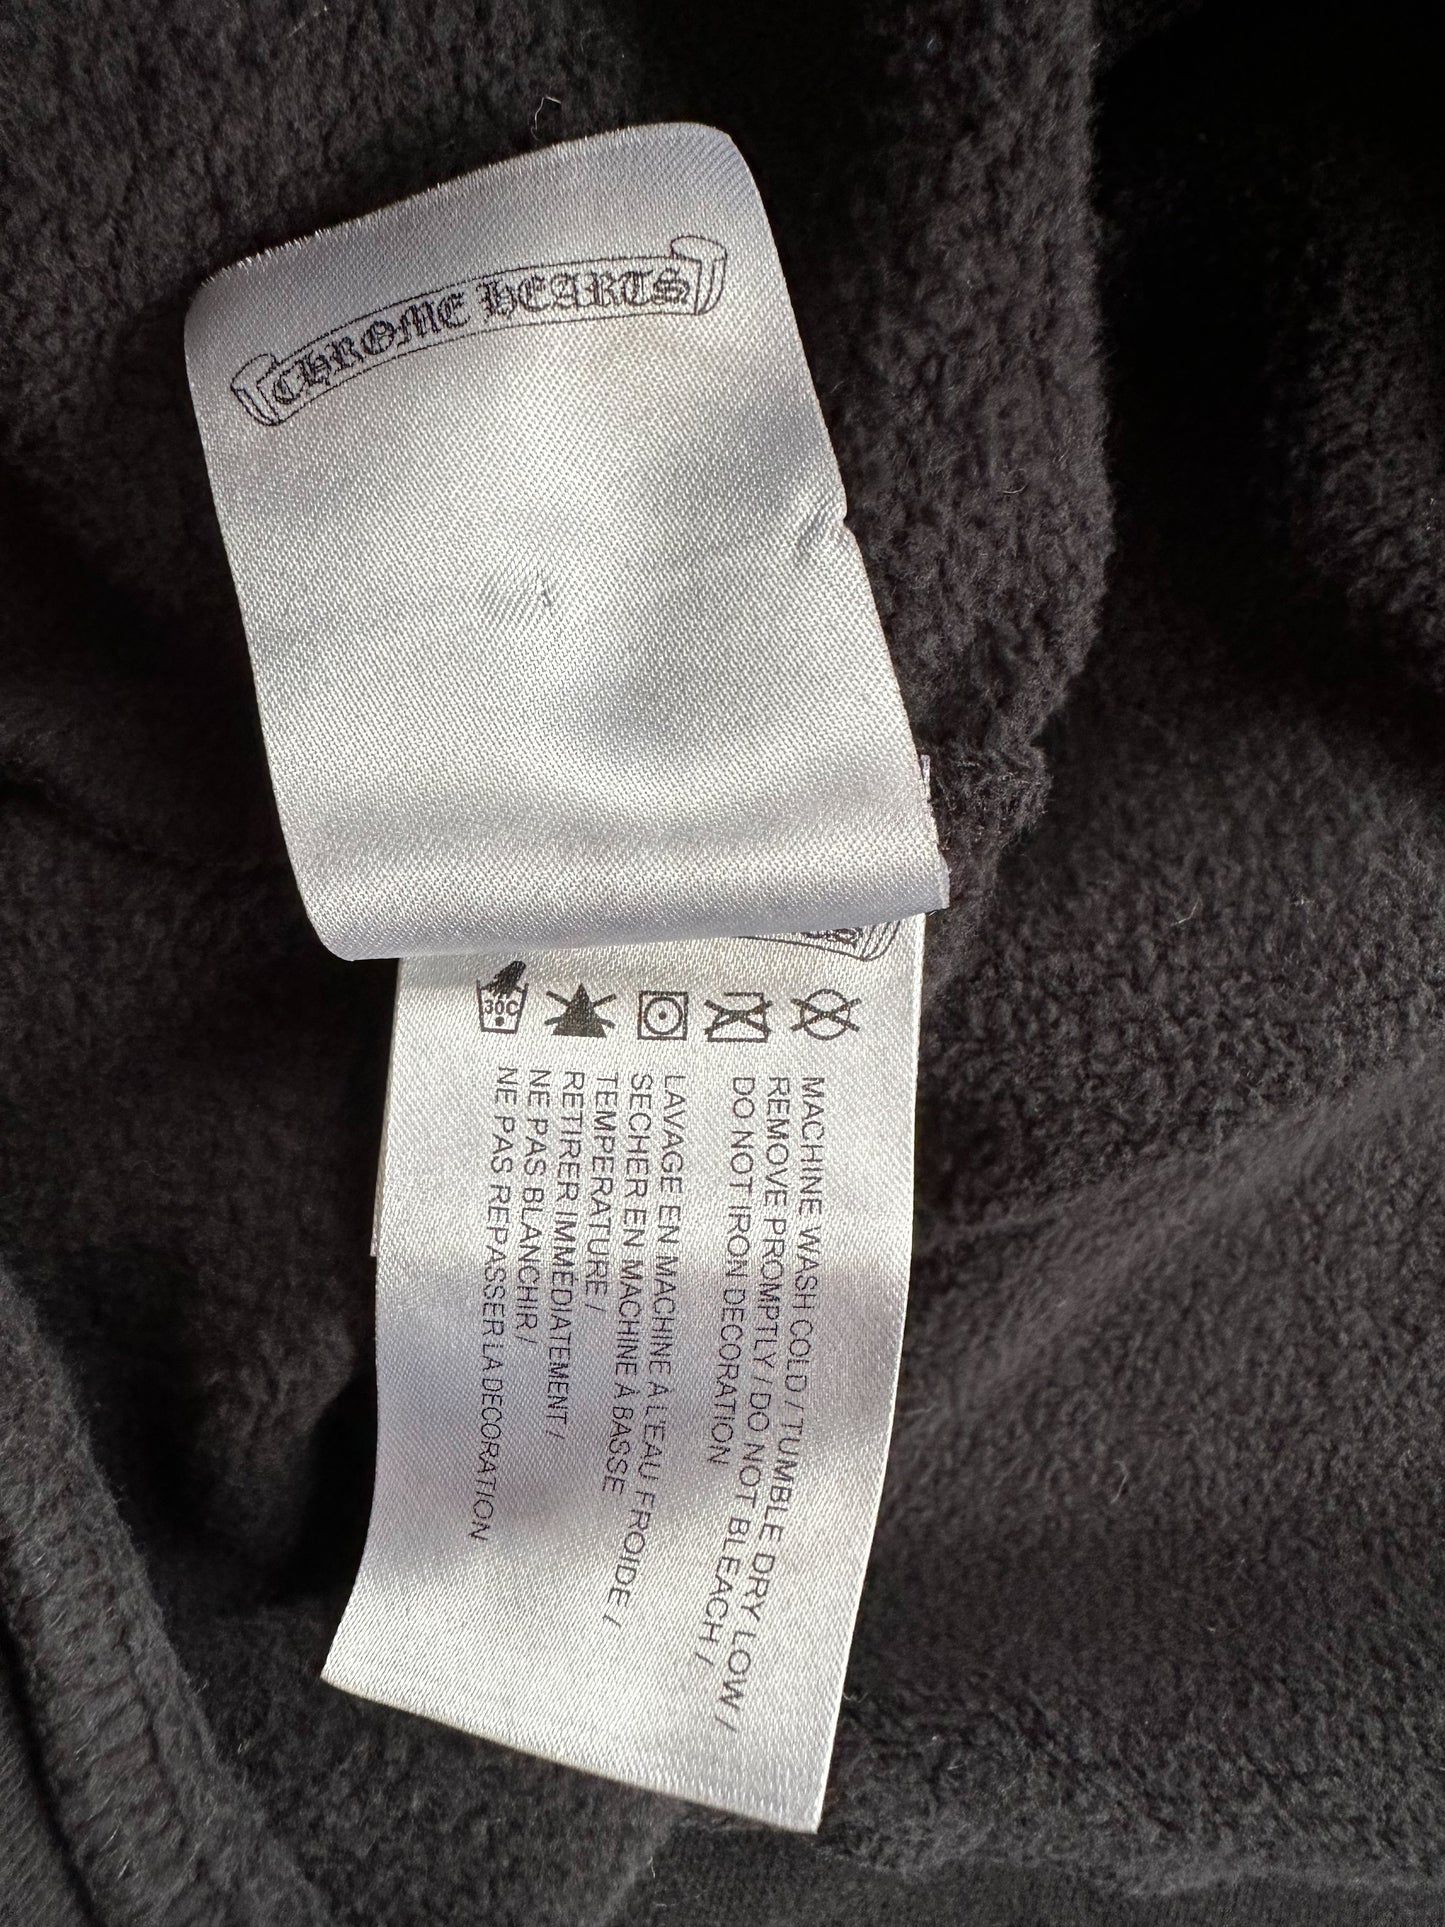 CHROME HEARTS
30C
MACHINE WASH COLD / TUMBLE DRY LOW /
REMOVE PROMPTLY / DO NOT BLEACH /
DO NOT IRON DECORATION
LAVAGE EN MACHINE À L'EAU FROIDE /
SECHER EN MACHINE À BASSE
TEMPERATURE /
RETIRER IMMÉDIATEMENT /
NE PAS BLANCHIR /
NE PAS REPASSER LA DECORATION